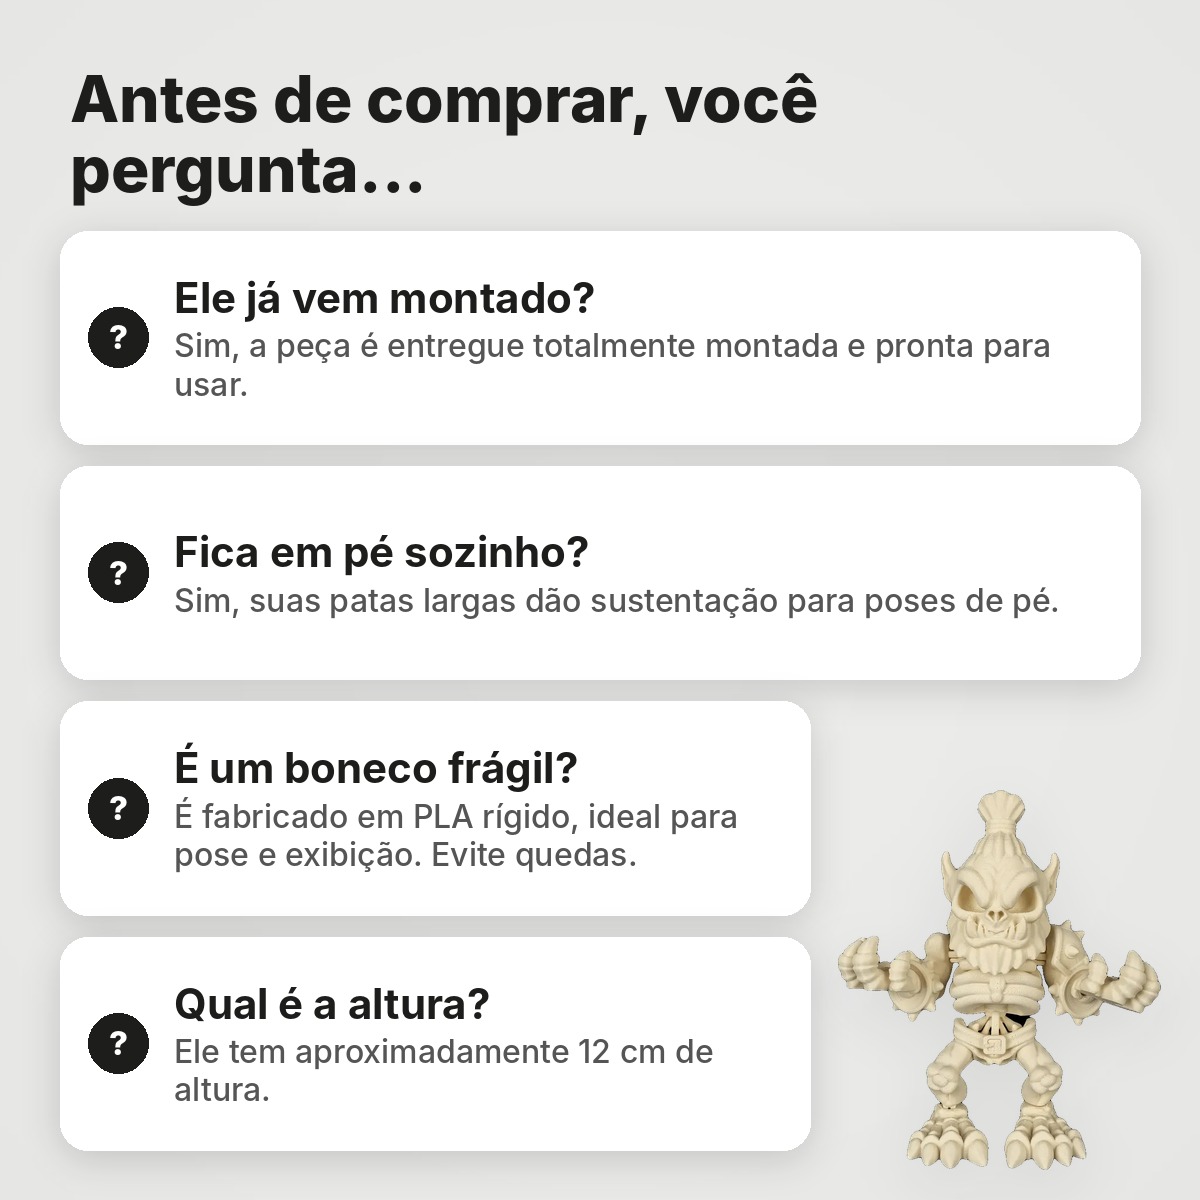 Antes de comprar, você
pergunta...
?
Ele já vem montado?
Sim, a peça é entregue totalmente montada e pronta para
usar.
?
Fica em pé sozinho?
Sim, suas patas largas dão sustentação para poses de pé.
?
É um boneco frágil?
É fabricado em PLA rígido, ideal para
pose e exibição. Evite quedas.
?
Qual é a altura?
Ele tem aproximadamente 12 cm de
altura.